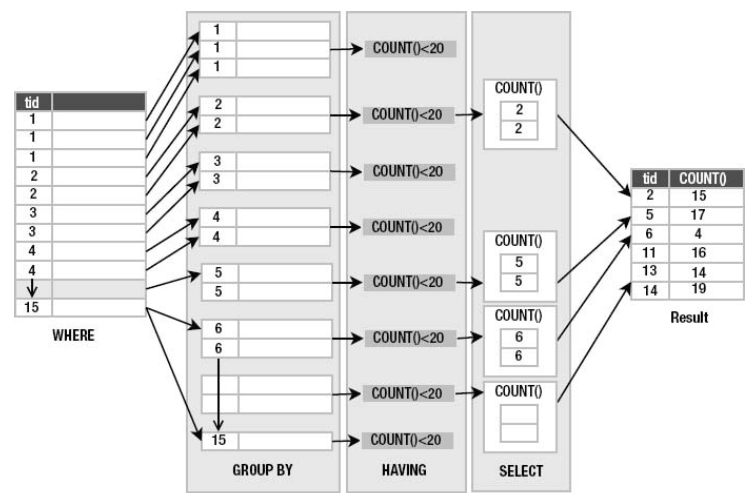 tid
1
1
1
2
2
3
3
4
4
15
WHERE
1
1
1
2
2
3
3
4
4
5
5
6
6
15
GROUP BY
COUNT()<20
COUNT()<20
COUNT()<20
COUNT()<20
COUNT()<20
COUNT()<20
COUNT()<20
COUNT()<20
HAVING
COUNT()
2
2
COUNT()
5
5
COUNT()
6
6
COUNT()
SELECT
tid COUNT()
2 15
5 17
6 4
11 16
13 14
14 19
Result